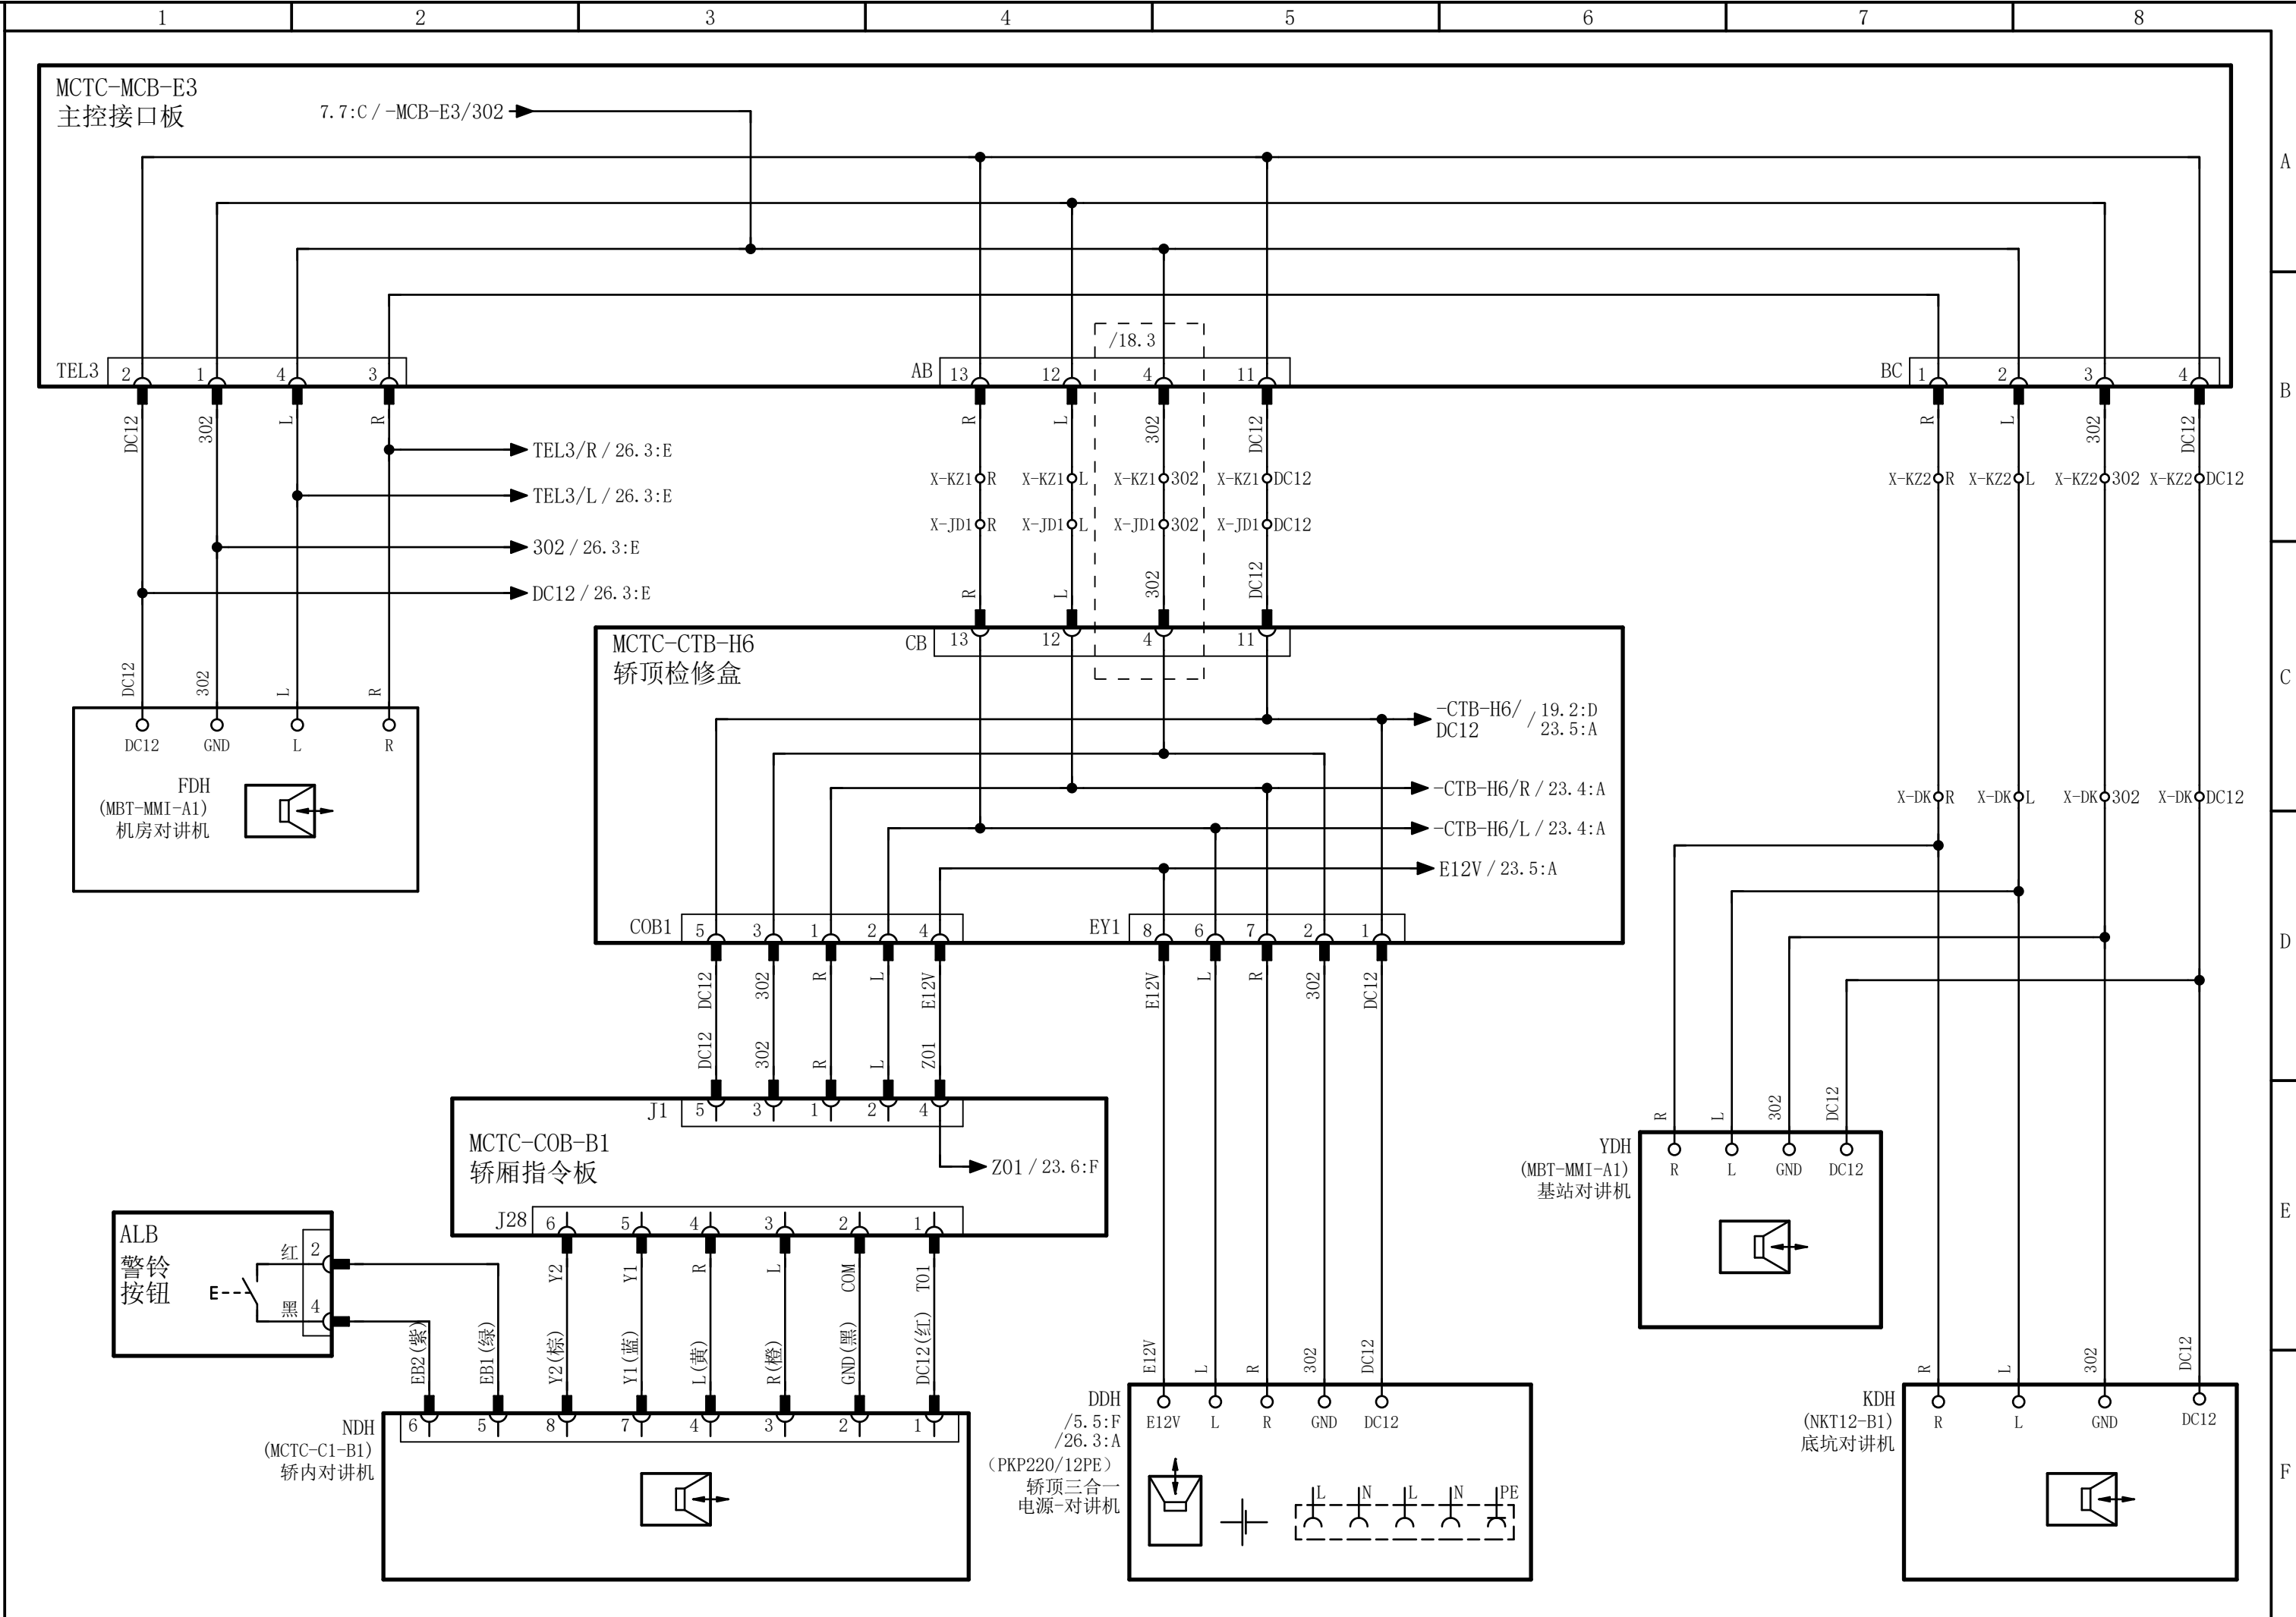 1 2 3 4 5 6 7 8
MCTC-MCB-E3
主控接口板
7.7:C / -MCB-E3/302
A
/18.3
TEL3 2 1 4 3
AB 13 12 4 11
BC 1 2 3 4
B
DC12 302 L R
R L 302 DC12
R L 302 DC12
TEL3/R / 26.3:E
TEL3/L / 26.3:E
302 / 26.3:E
DC12 / 26.3:E
X-KZ1 R X-KZ1 L X-KZ1 302 X-KZ1 DC12
X-KZ2 R X-KZ2 L X-KZ2 302 X-KZ2 DC12
X-JD1 R X-JD1 L X-JD1 302 X-JD1 DC12
R L 302 DC12
MCTC-CTB-H6
轿顶检修盒
CB 13 12 4 11
C
DC12 302 L R
DC12 GND L R
FDH
(MBT-MMI-A1)
机房对讲机
-CTB-H6/ DC12 / 19.2:D 23.5:A
-CTB-H6/R / 23.4:A
-CTB-H6/L / 23.4:A
E12V / 23.5:A
X-DK R X-DK L X-DK 302 X-DK DC12
COB1 5 3 1 2 4
EY1 8 6 7 2 1
D
DC12 302 R L E12V
E12V L R 302 DC12
DC12 302 R L Z01
J1 5 3 1 2 4
MCTC-COB-B1
轿厢指令板
Z01 / 23.6:F
J28 6 5 4 3 2 1
R L 302 DC12
YDH
(MBT-MMI-A1)
基站对讲机
R L GND DC12
E
ALB
警铃
按钮
红 2
黑 4
Y2 Y1 R L COM T01
EB2(紫) EB1(绿) Y2(棕) Y1(蓝) L(黄) R(橙) GND(黑) DC12(红)
NDH
(MCTC-C1-B1)
轿内对讲机
6 5 8 7 4 3 2 1
E12V L R 302 DC12
DDH
/5.5:F
/26.3:A
(PKP220/12PE)
轿顶三合一
电源-对讲机
E12V L R GND DC12
L N L N PE
R L 302 DC12
KDH
(NKT12-B1)
底坑对讲机
R L GND DC12
F